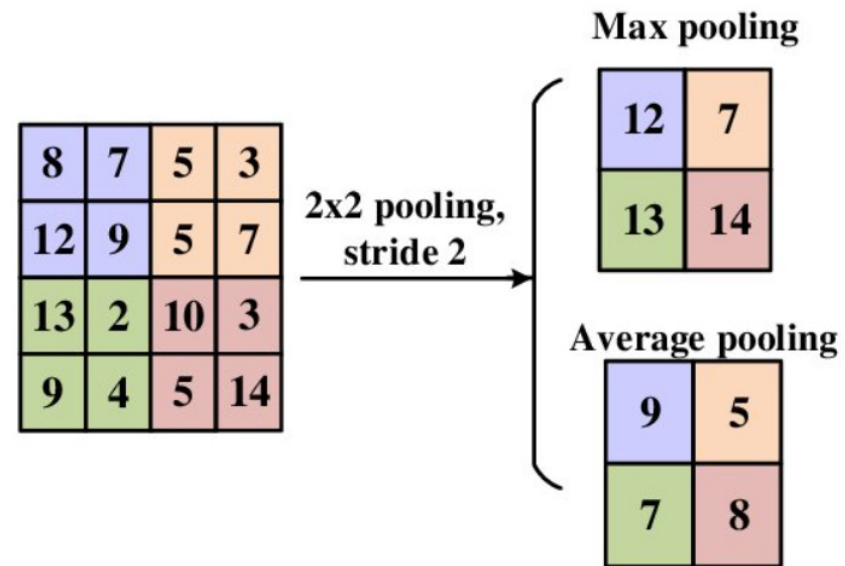 Max pooling
12 7
13 14
8 7 5 3
12 9 5 7
13 2 10 3
9 4 5 14
2x2 pooling,
stride 2
Average pooling
9 5
7 8